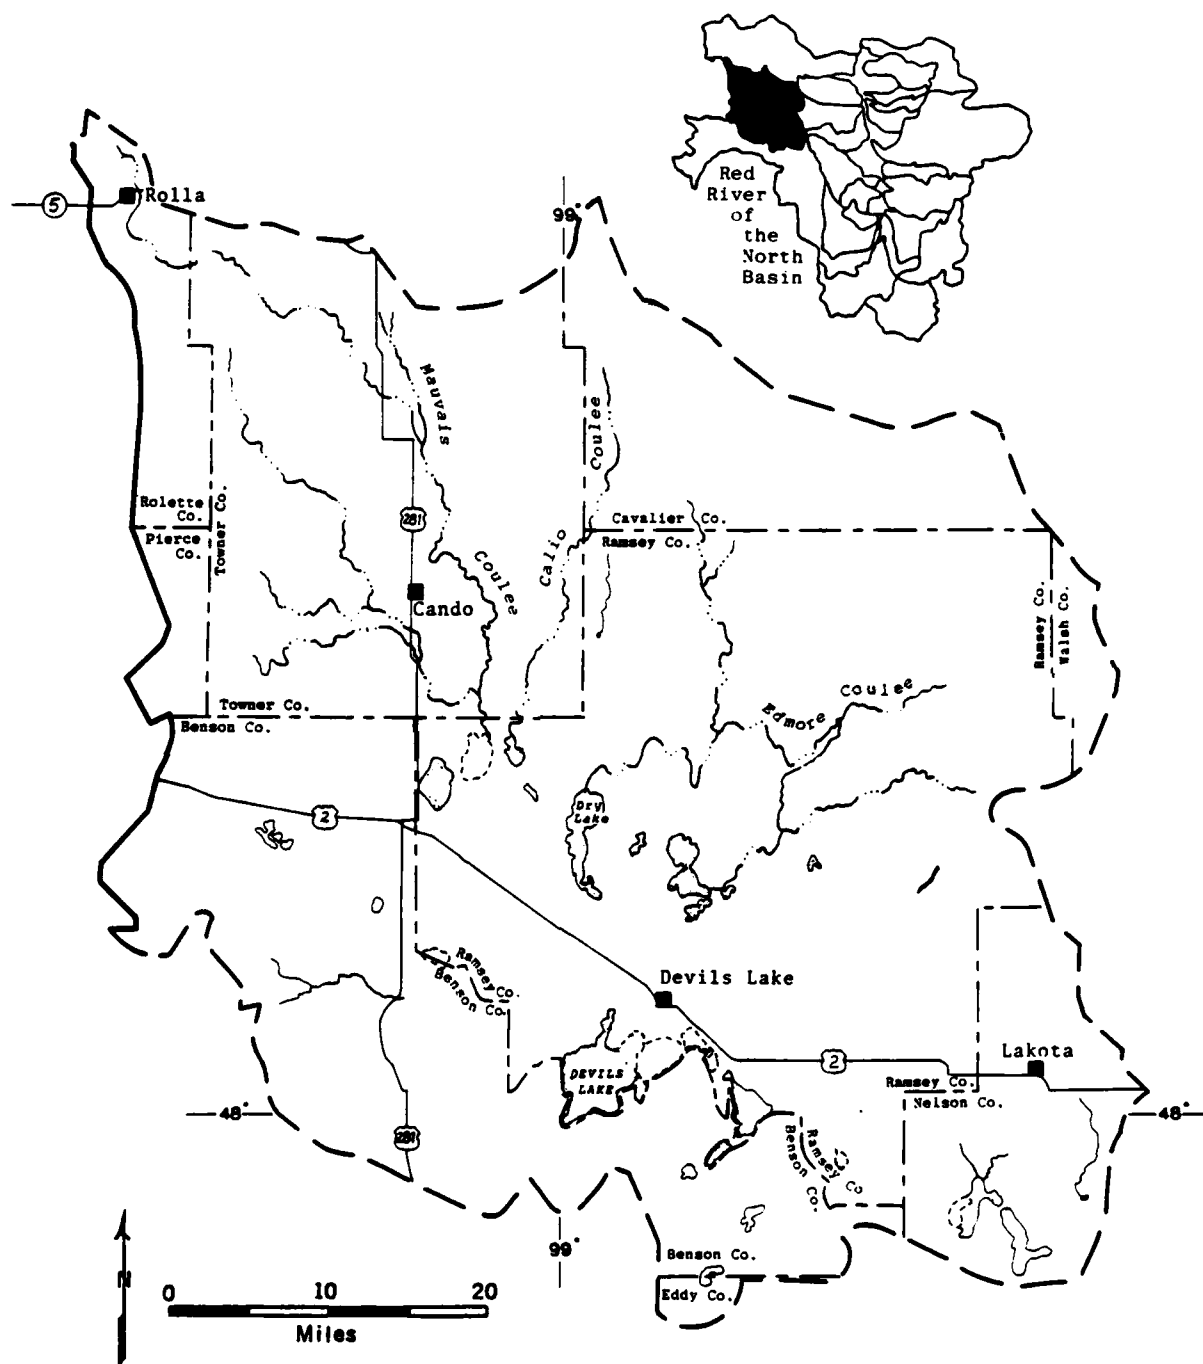 Red
River
of
the
North
Basin
5
Rolla
99°
Mauvais
Coulee
Calio
Coulee
Rolette
Co.
Pierce
Co.
Towner Co.
281
Cavalier Co.
Ramsey Co.
Cando
Ramsey Co.
Walsh Co.
Edmore Coulee
Towner Co.
Benson Co.
2
Dry
Lake
Ramsey Co.
Benson Co.
Devils Lake
DEVILS
LAKE
2
Lakota
Ramsey Co.
Nelson Co.
48°
48°
281
Ramsey Co
Benson Co.
99°
Benson Co.
Eddy Co.
N
0 10 20
Miles